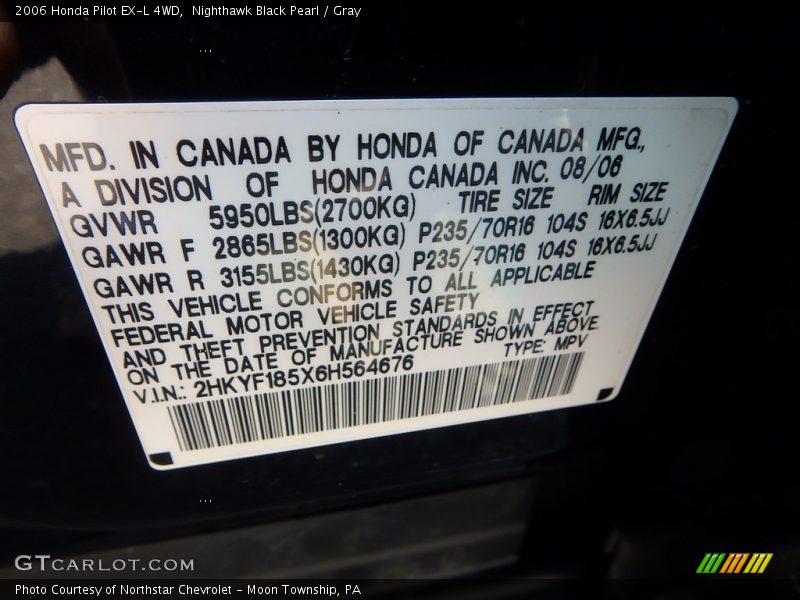 2006 Honda Pilot EX-L 4WD, Nighthawk Black Pearl / Gray
MFD. IN CANADA BY HONDA OF CANADA MFG.,
A DIVISION OF HONDA CANADA INC. 08/06
GVWR 5950LBS(2700KG) TIRE SIZE RIM SIZE
GAWR F 2865LBS(1300KG) P235/70R16 104S 16X6.5JJ
GAWR R 3155LBS(1430KG) P235/70R16 104S 16X6.5JJ
THIS VEHICLE CONFORMS TO ALL APPLICABLE
FEDERAL MOTOR VEHICLE SAFETY
AND THEFT PREVENTION STANDARDS IN EFFECT
ON THE DATE OF MANUFACTURE SHOWN ABOVE.
V.I.N.: 2HKYF185X6H564676 TYPE: MPV
GTCARLOT.COM
Photo Courtesy of Northstar Chevrolet - Moon Township, PA